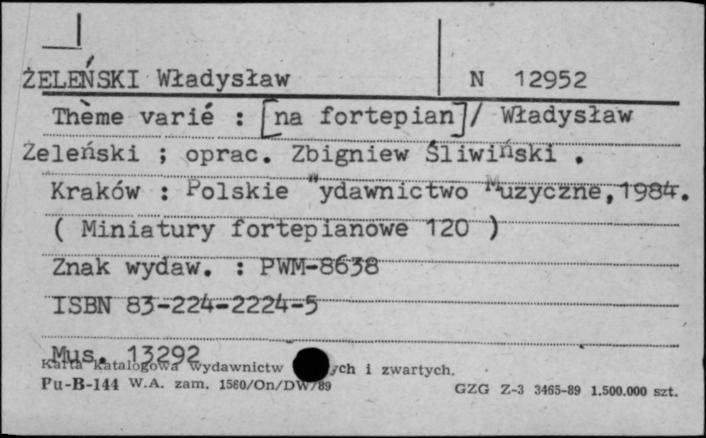 ŻELEŃSKI Władysław N 12952
Thème varié : [na fortepian]/ Władysław
Żeleński ; oprac. Zbigniew Śliwiński .
Kraków : Polskie "ydawnictwo Muzyczne, 1984.
( Miniatury fortepianowe 120 )
Znak wydaw. : PWM-8638
ISBN 83-224-2224-5
Mus. 13292
Karta katalogowa wydawnictw ych i zwartych.
Pu-B-144 W.A. zam. 1560/On/DW/89 GZG Z-3 3465-89 1.500.000 szt.